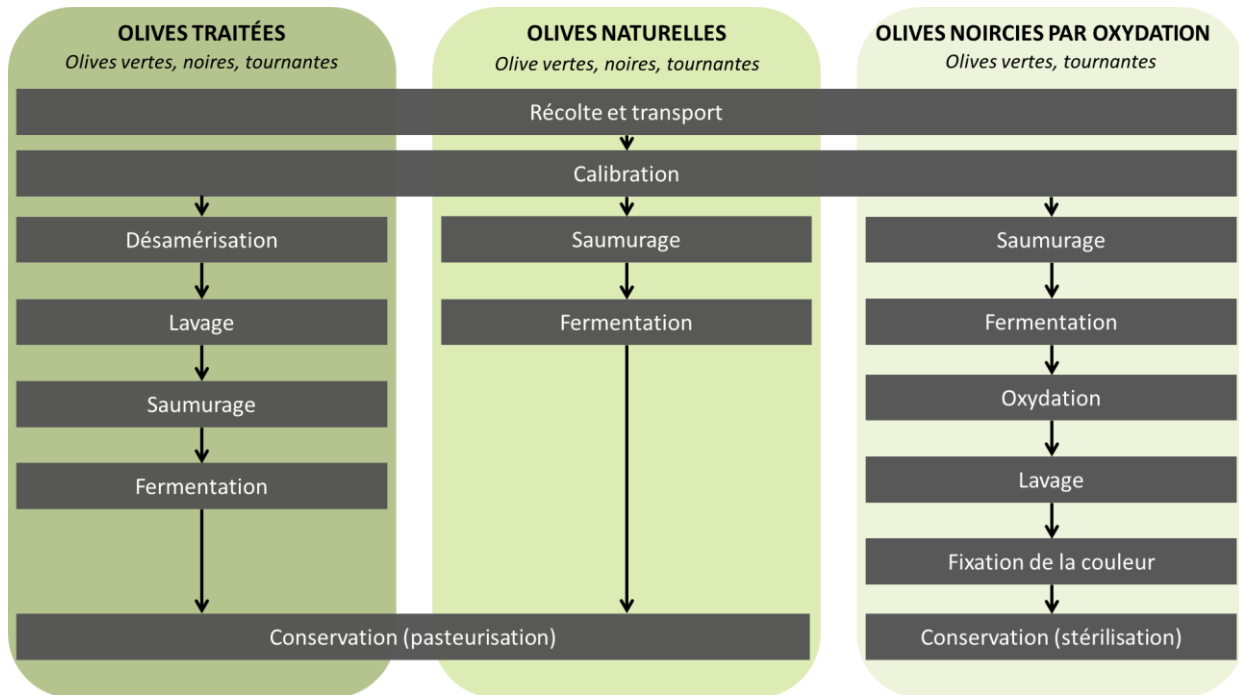 OLIVES TRAITÉES
Olives vertes, noires, tournantes
OLIVES NATURELLES
Olive vertes, noires, tournantes
OLIVES NOIRCIES PAR OXYDATION
Olives vertes, tournantes
Récolte et transport
Calibration
Désamérisation
Lavage
Saumurage
Fermentation
Saumurage
Fermentation
Saumurage
Fermentation
Oxydation
Lavage
Fixation de la couleur
Conservation (pasteurisation)
Conservation (stérilisation)